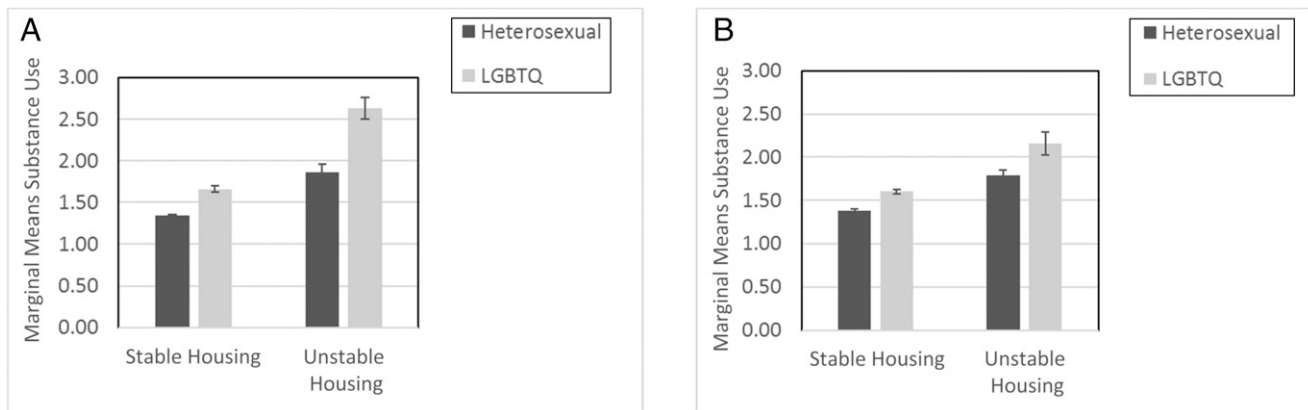 A
Heterosexual
LGBTQ
Marginal Means Substance Use
3.00
2.50
2.00
1.50
1.00
0.50
0.00
Stable Housing
Unstable
Housing
B
Heterosexual
LGBTQ
Marginal Means Substance Use
3.00
2.50
2.00
1.50
1.00
0.50
0.00
Stable Housing
Unstable
Housing